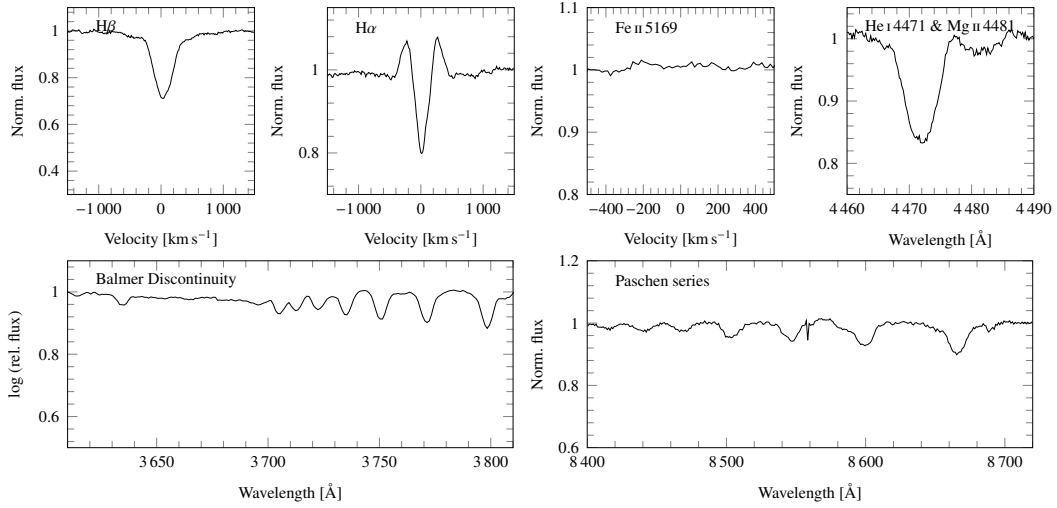 Hβ
Norm. flux
1
0.8
0.6
0.4
−1 000
0
1 000
Velocity [km s⁻¹]
Hα
Norm. flux
1
0.8
−1 000
0
1 000
Velocity [km s⁻¹]
Fe II 5169
Norm. flux
1.1
1
0.9
0.8
−400
−200
0
200
400
Velocity [km s⁻¹]
He I 4471 & Mg II 4481
Norm. flux
1
0.9
0.8
4 460
4 470
4 480
4 490
Wavelength [Å]
Balmer Discontinuity
log (rel. flux)
1
0.8
0.6
3 650
3 700
3 750
3 800
Wavelength [Å]
Paschen series
Norm. flux
1.2
1
0.8
0.6
8 400
8 500
8 600
8 700
Wavelength [Å]